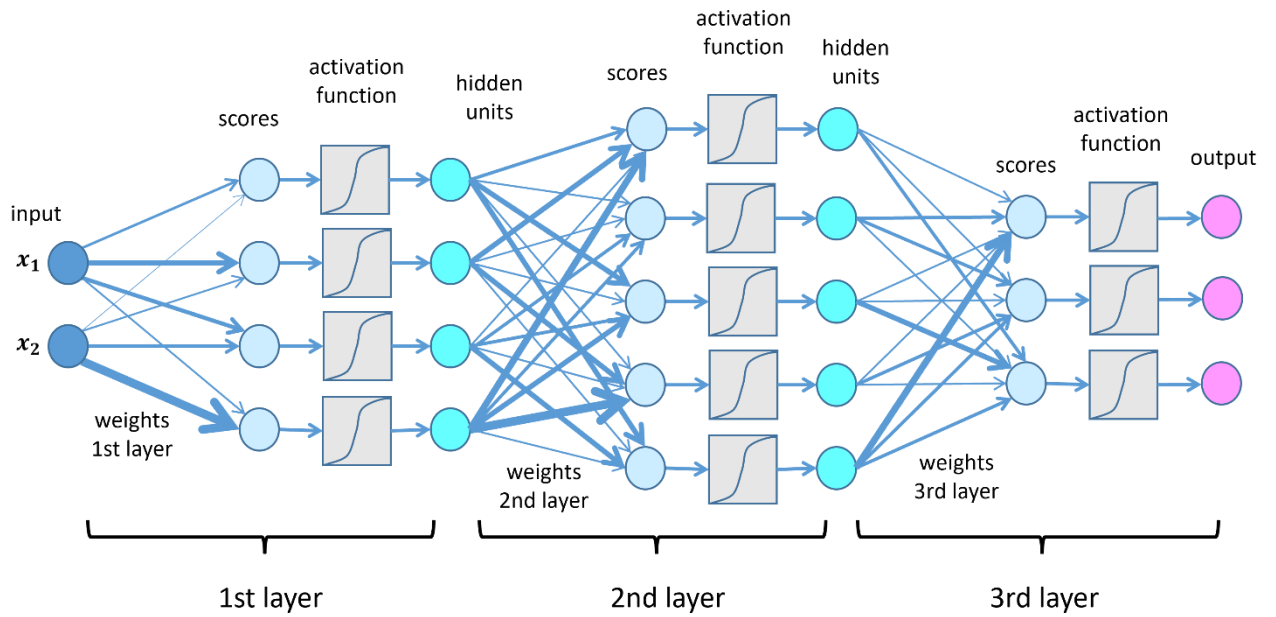 activation
function
hidden
units
scores
activation
function
hidden
units
scores
activation
function
scores
output
input
x₁
x₂
weights
1st layer
weights
2nd layer
weights
3rd layer
1st layer
2nd layer
3rd layer